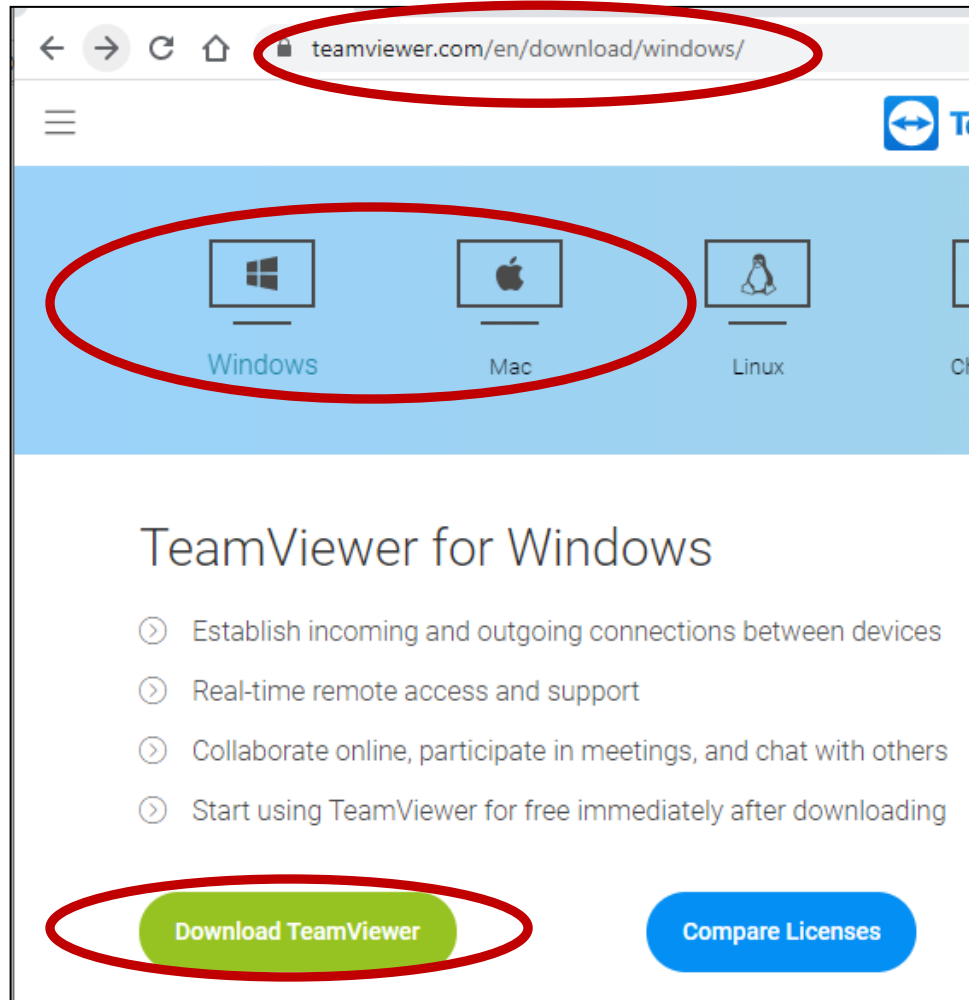 teamviewer.com/en/download/windows/
Windows
Mac
Linux
TeamViewer for Windows
Establish incoming and outgoing connections between devices
Real-time remote access and support
Collaborate online, participate in meetings, and chat with others
Start using TeamViewer for free immediately after downloading
Download TeamViewer
Compare Licenses